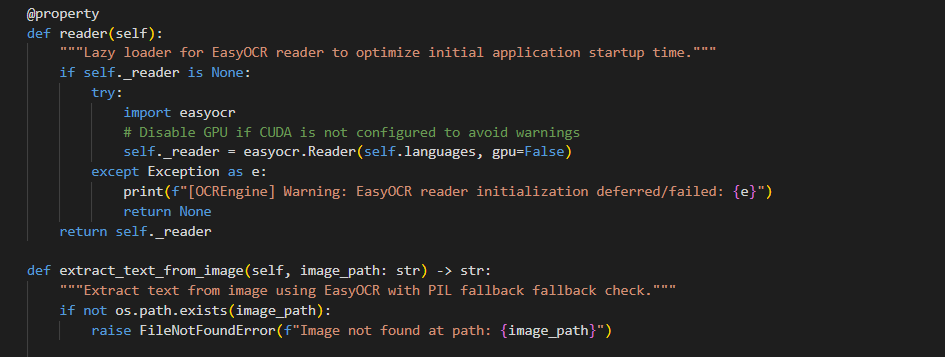 @property
def reader(self):
    """Lazy loader for EasyOCR reader to optimize initial application startup time."""
    if self._reader is None:
        try:
            import easyocr
            # Disable GPU if CUDA is not configured to avoid warnings
            self._reader = easyocr.Reader(self.languages, gpu=False)
        except Exception as e:
            print(f"[OCREngine] Warning: EasyOCR reader initialization deferred/failed: {e}")
            return None
    return self._reader

def extract_text_from_image(self, image_path: str) -> str:
    """Extract text from image using EasyOCR with PIL fallback fallback check."""
    if not os.path.exists(image_path):
        raise FileNotFoundError(f"Image not found at path: {image_path}")